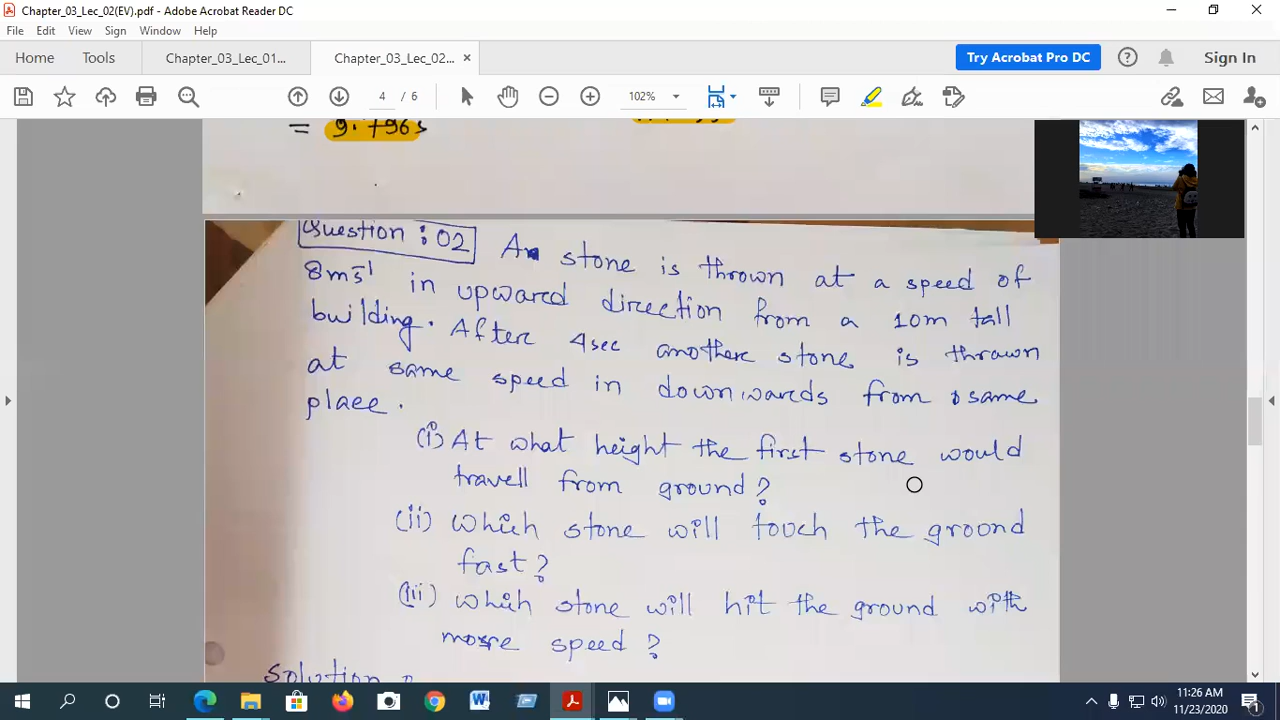 Chapter_03_Lec_02(EV).pdf - Adobe Acrobat Reader DC
File Edit View Sign Window Help
Home Tools Chapter_03_Lec_01... Chapter_03_Lec_02... × Try Acrobat Pro DC Sign In
4 / 6 102%
= 9.796s
Question : 02 A stone is thrown at a speed of
8ms⁻¹ in upward direction from a 10m tall
building. After 4sec another stone is thrown
at same speed in downwards from same
place.
(i) At what height the first stone would
travell from ground?
(ii) Which stone will touch the ground
fast?
(iii) Which stone will hit the ground with
more speed?
Solution :
11:26 AM
11/23/2020